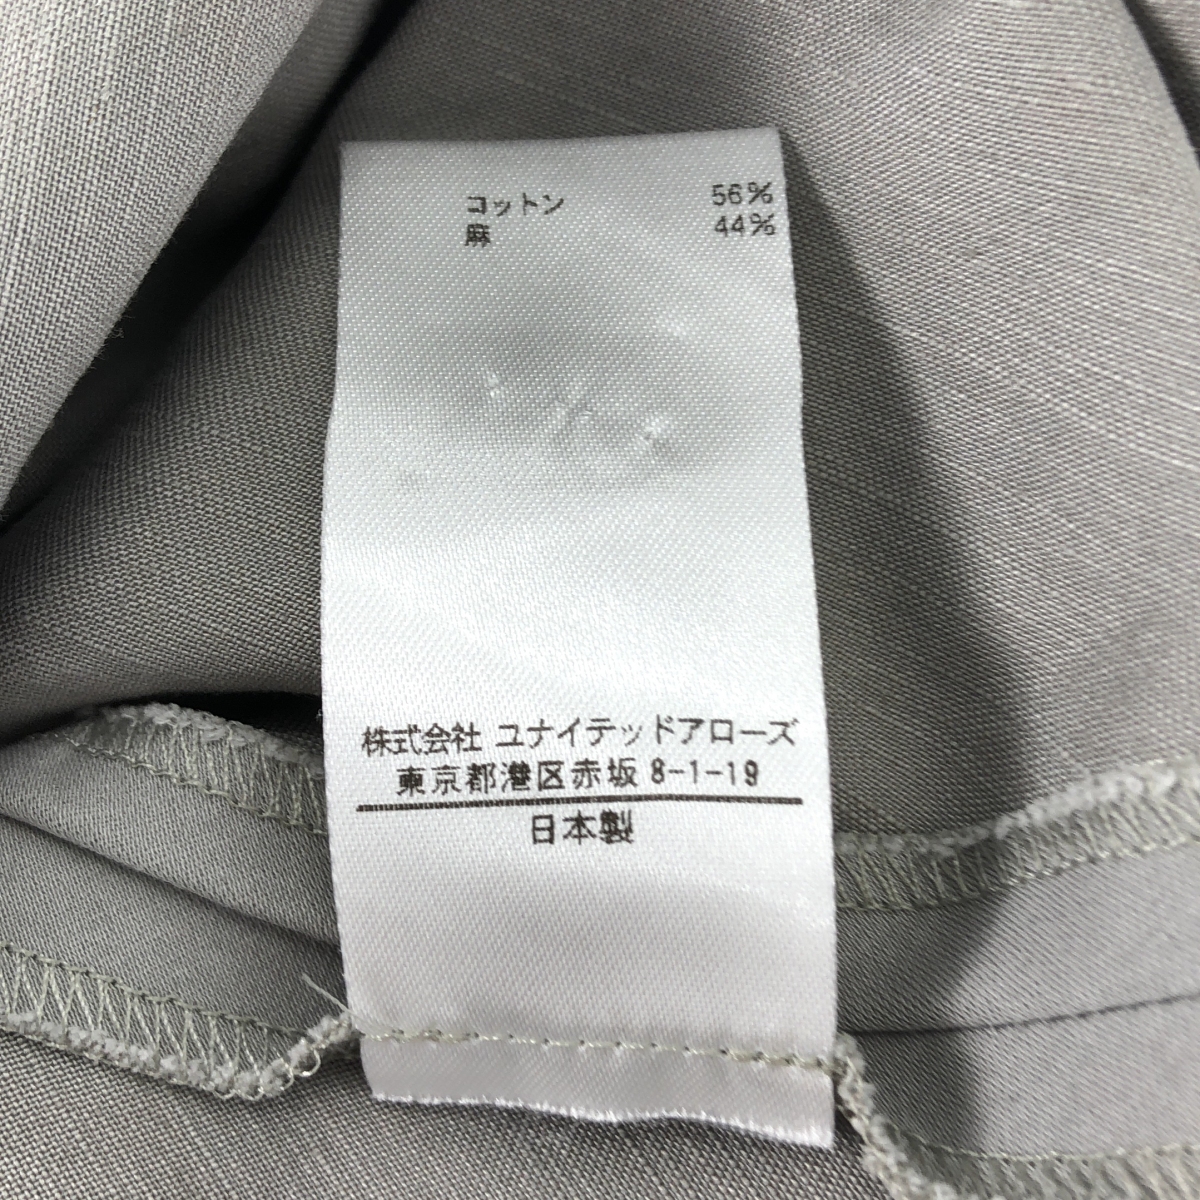 コットン 56%
麻 44%
株式会社 ユナイテッドアローズ
東京都港区赤坂 8-1-19
日本製